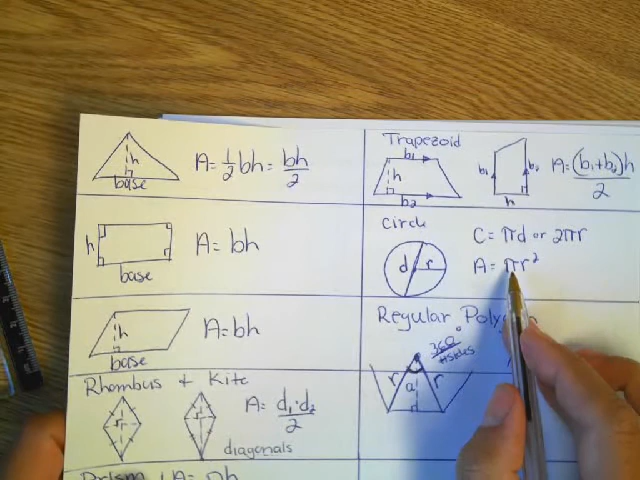 h
base
A = 1/2 bh = bh/2
h
base
A = bh
h
base
A = bh
Rhombus + Kite
A = d₁·d₂/2
diagonals
Trapezoid
b₁
h
b₂
b₁
b₂
h
A = (b₁+b₂)h/2
Circle
d
r
C = πd or 2πr
A = πr²
Regular
360°
#sides
r
a
r